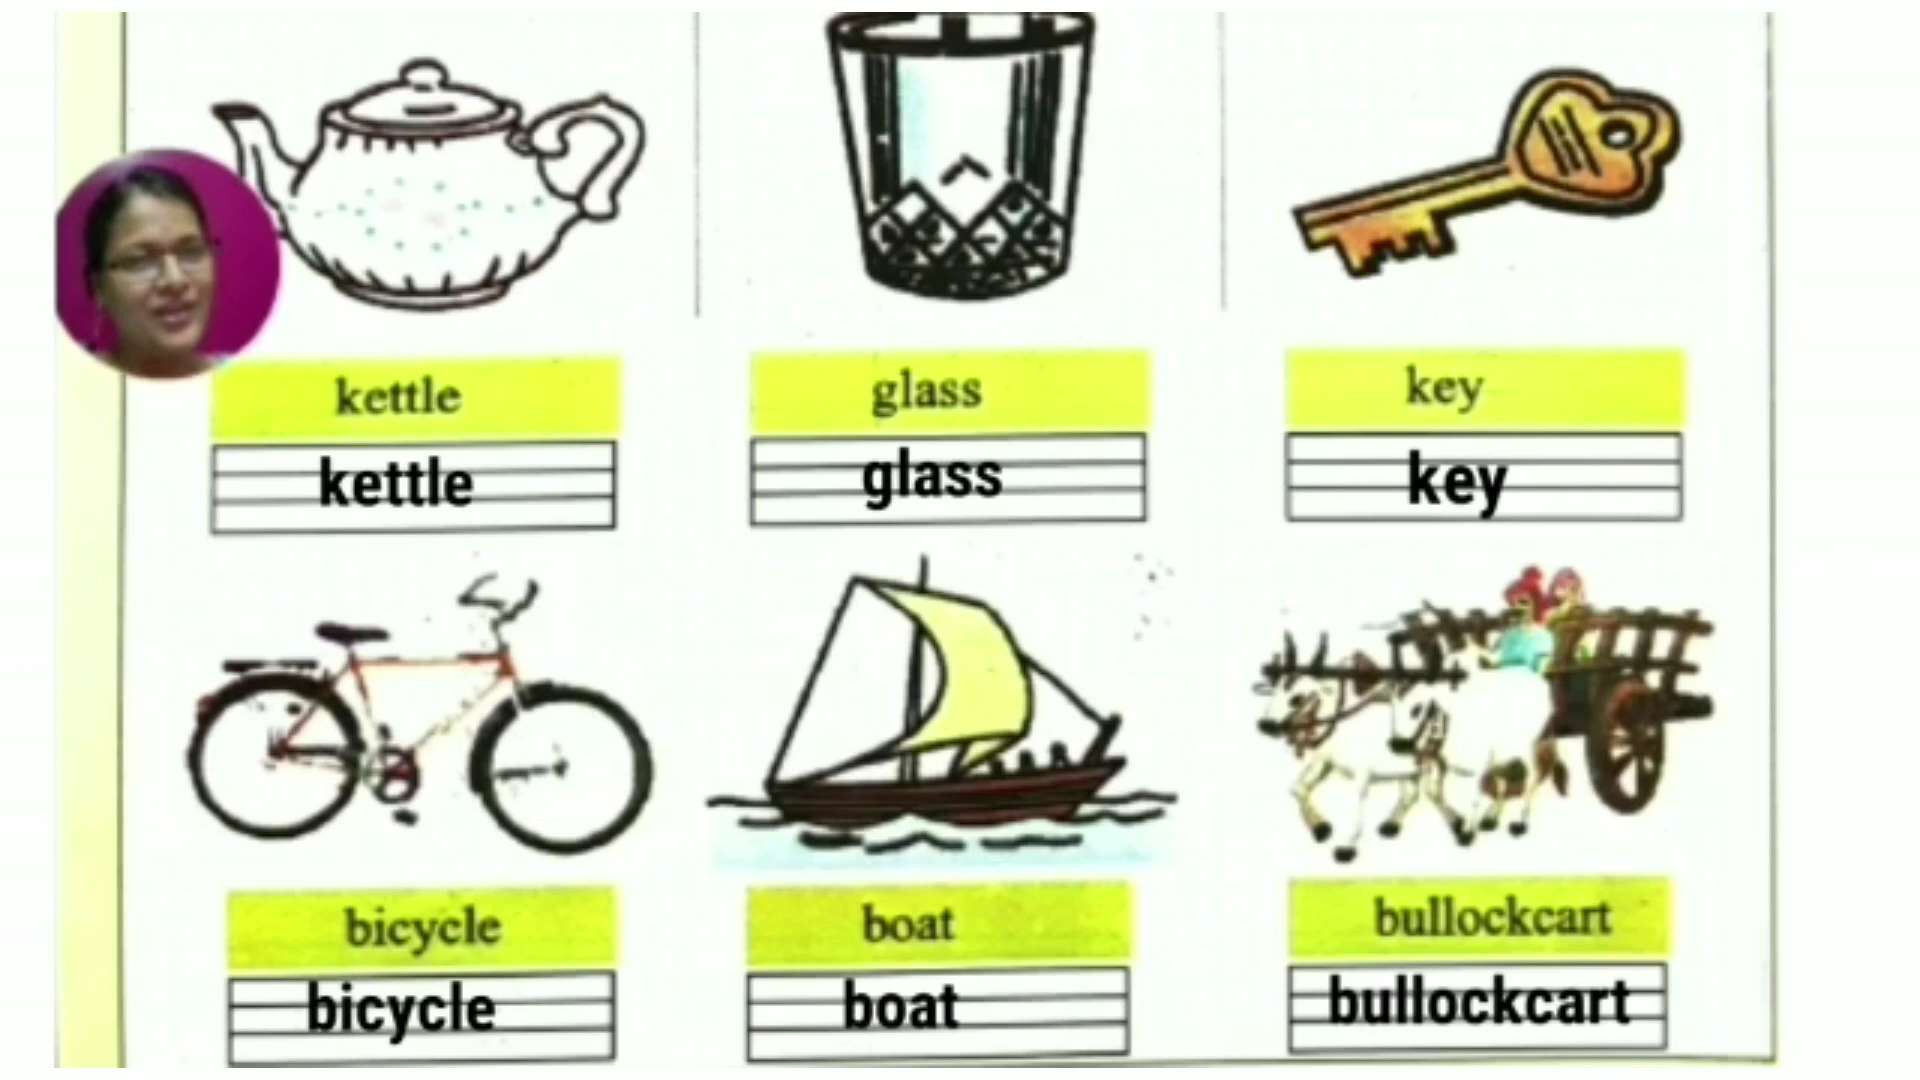 kettle
glass
key
kettle
glass
key
bicycle
boat
bullockcart
bicycle
boat
bullockcart